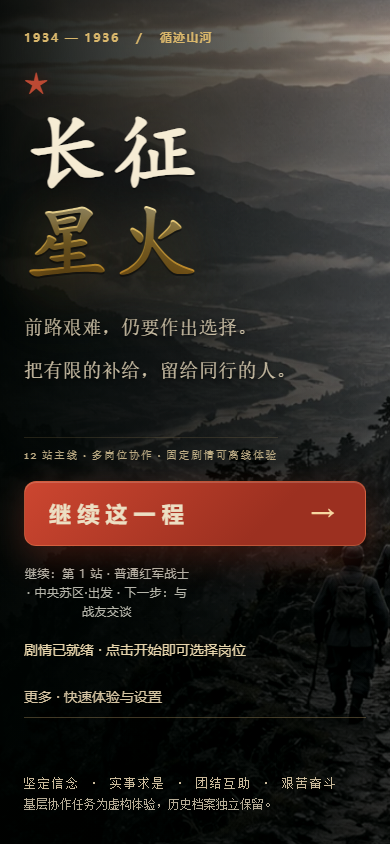 1934 — 1936 / 循迹山河
长征
星火
前路艰难，仍要作出选择。
把有限的补给，留给同行的人。
12 站主线 · 多岗位协作 · 固定剧情可离线体验
继续这一程 →
继续：第 1 站 · 普通红军战士
· 中央苏区·出发 · 下一步：与
战友交谈
剧情已就绪 · 点击开始即可选择岗位
更多 · 快速体验与设置
坚定信念 · 实事求是 · 团结互助 · 艰苦奋斗
基层协作任务为虚构体验，历史档案独立保留。